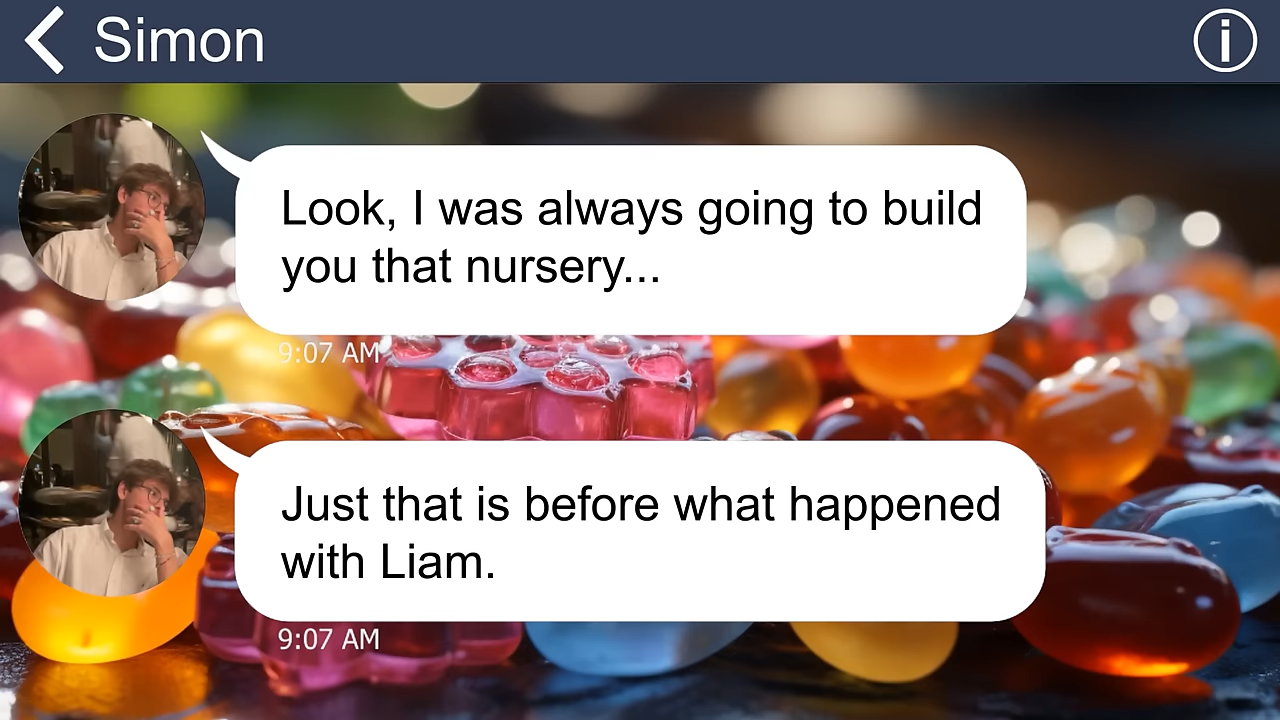 Simon
Look, I was always going to build
you that nursery...
9:07 AM
Just that is before what happened
with Liam.
9:07 AM